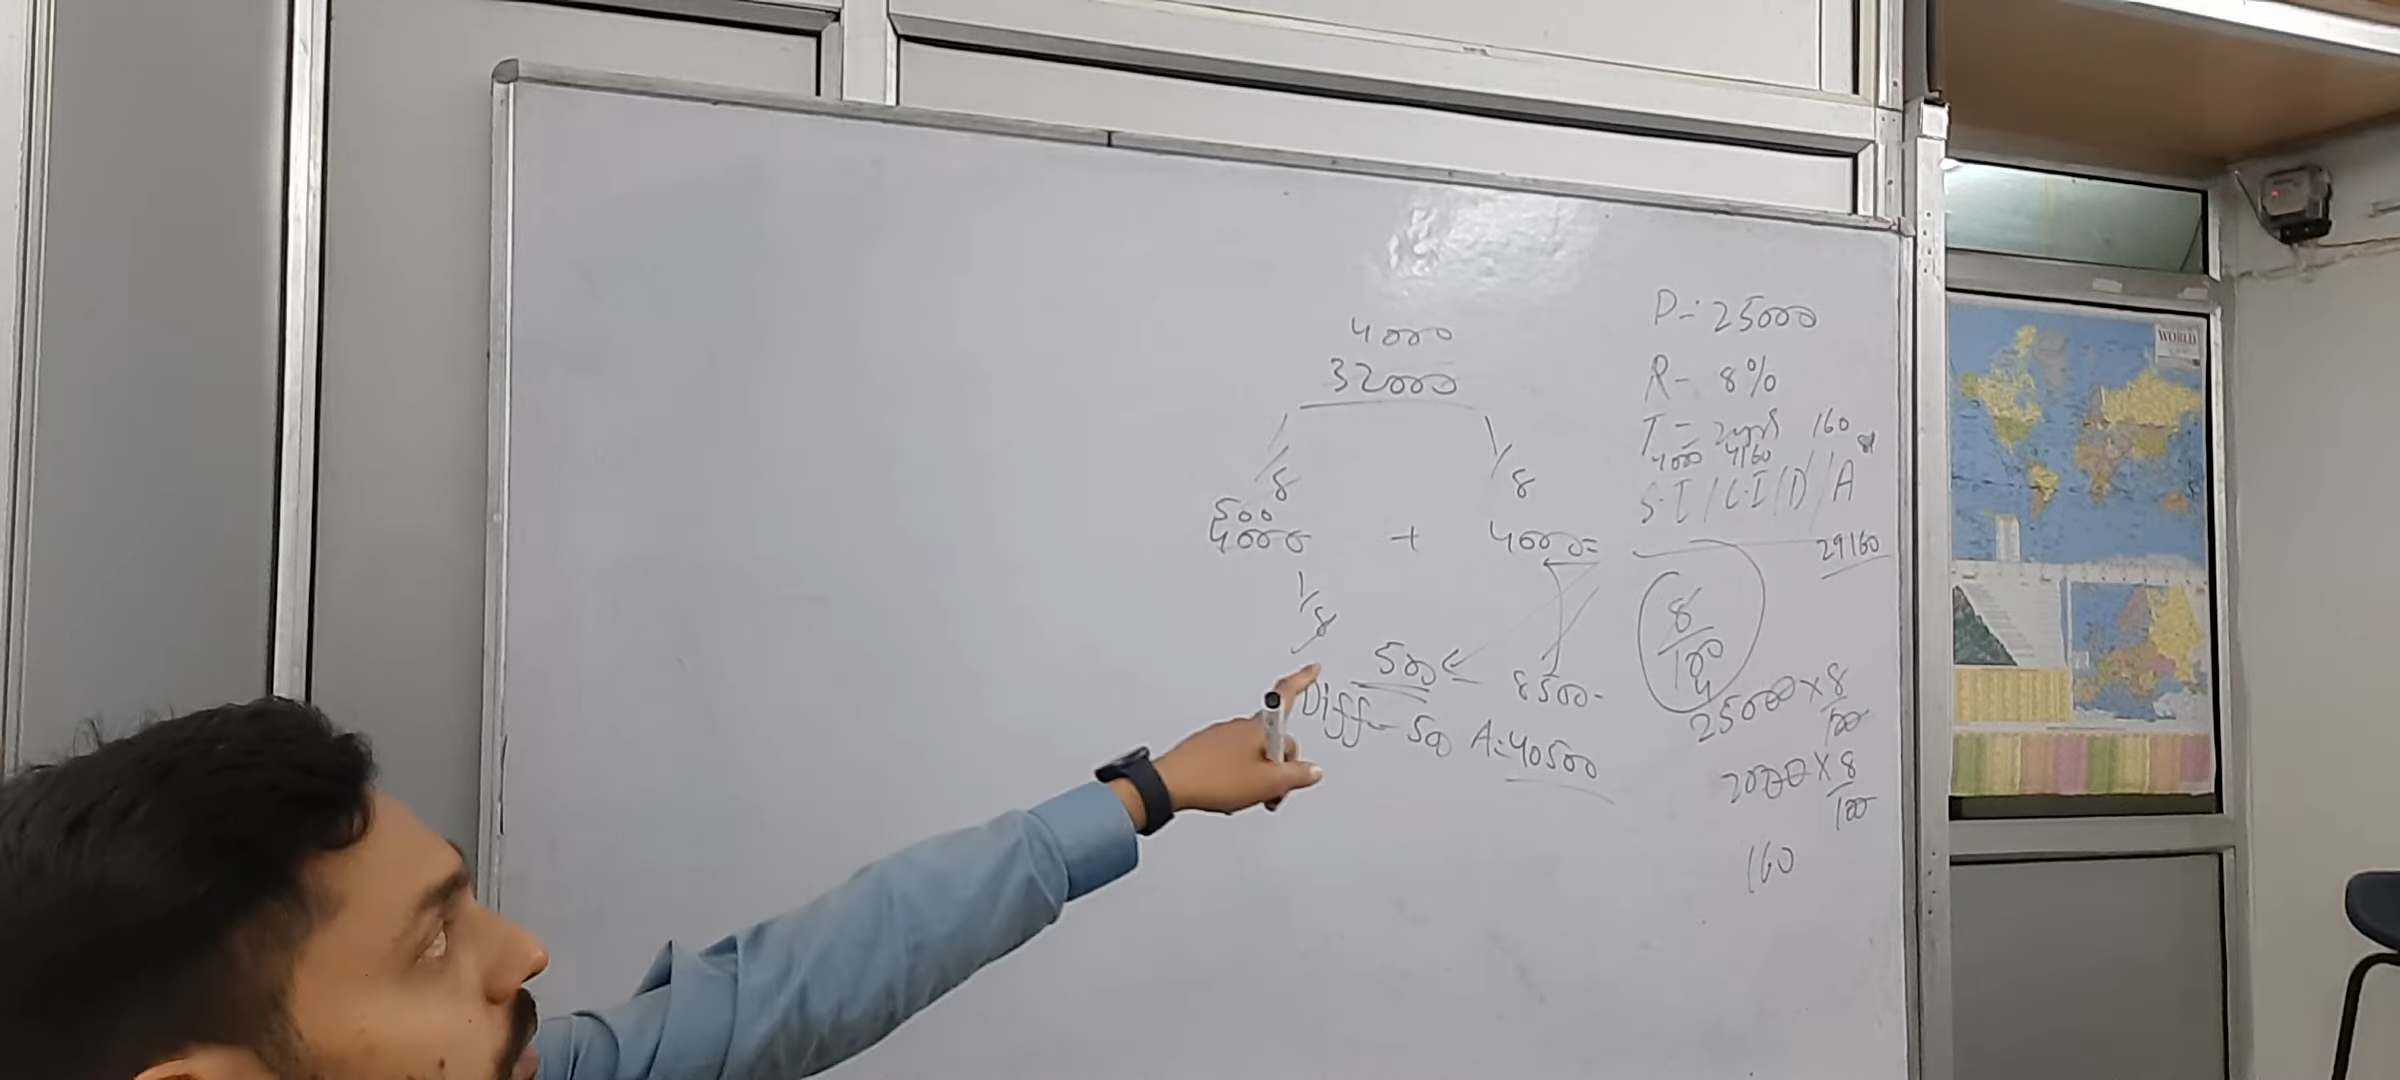 4000
32000
1/8
1/8
500
4000 + 4000=
1/8
500 8500-
Diff- 500 A=40500
P- 25000
R- 8%
T- 2 years 160
4000 4160
S.I / C.I / D / A
29160
8/100
25000 X 8/100
2000 X 8/100
160
WORLD